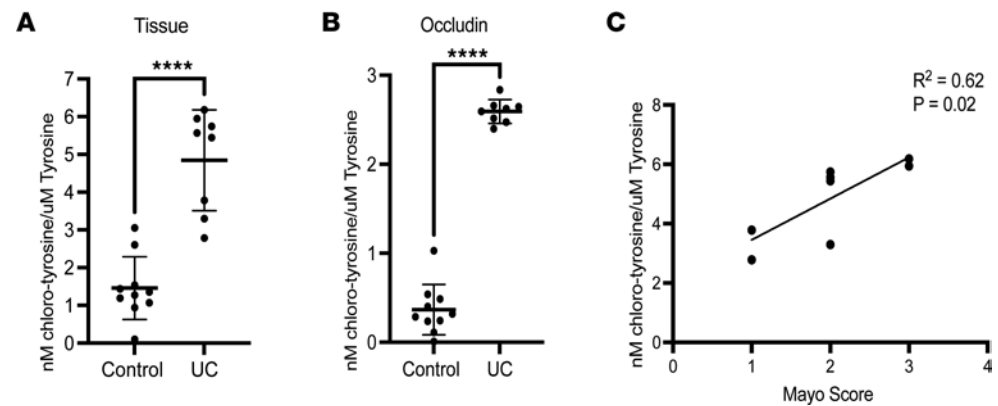 A
Tissue
****
nM chloro-tyrosine/uM Tyrosine
7
6
5
4
3
2
1
0
Control
UC
B
Occludin
****
nM chloro-tyrosine/uM Tyrosine
3
2
1
0
Control
UC
C
R² = 0.62
P = 0.02
nM chloro-tyrosine/uM Tyrosine
8
6
4
2
0
0 1 2 3 4
Mayo Score